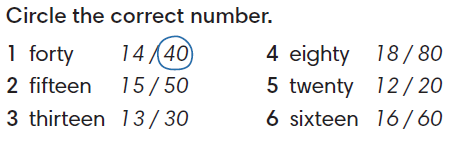 Circle the correct number.
1 forty 14 / 40
2 fifteen 15 / 50
3 thirteen 13 / 30
4 eighty 18 / 80
5 twenty 12 / 20
6 sixteen 16 / 60